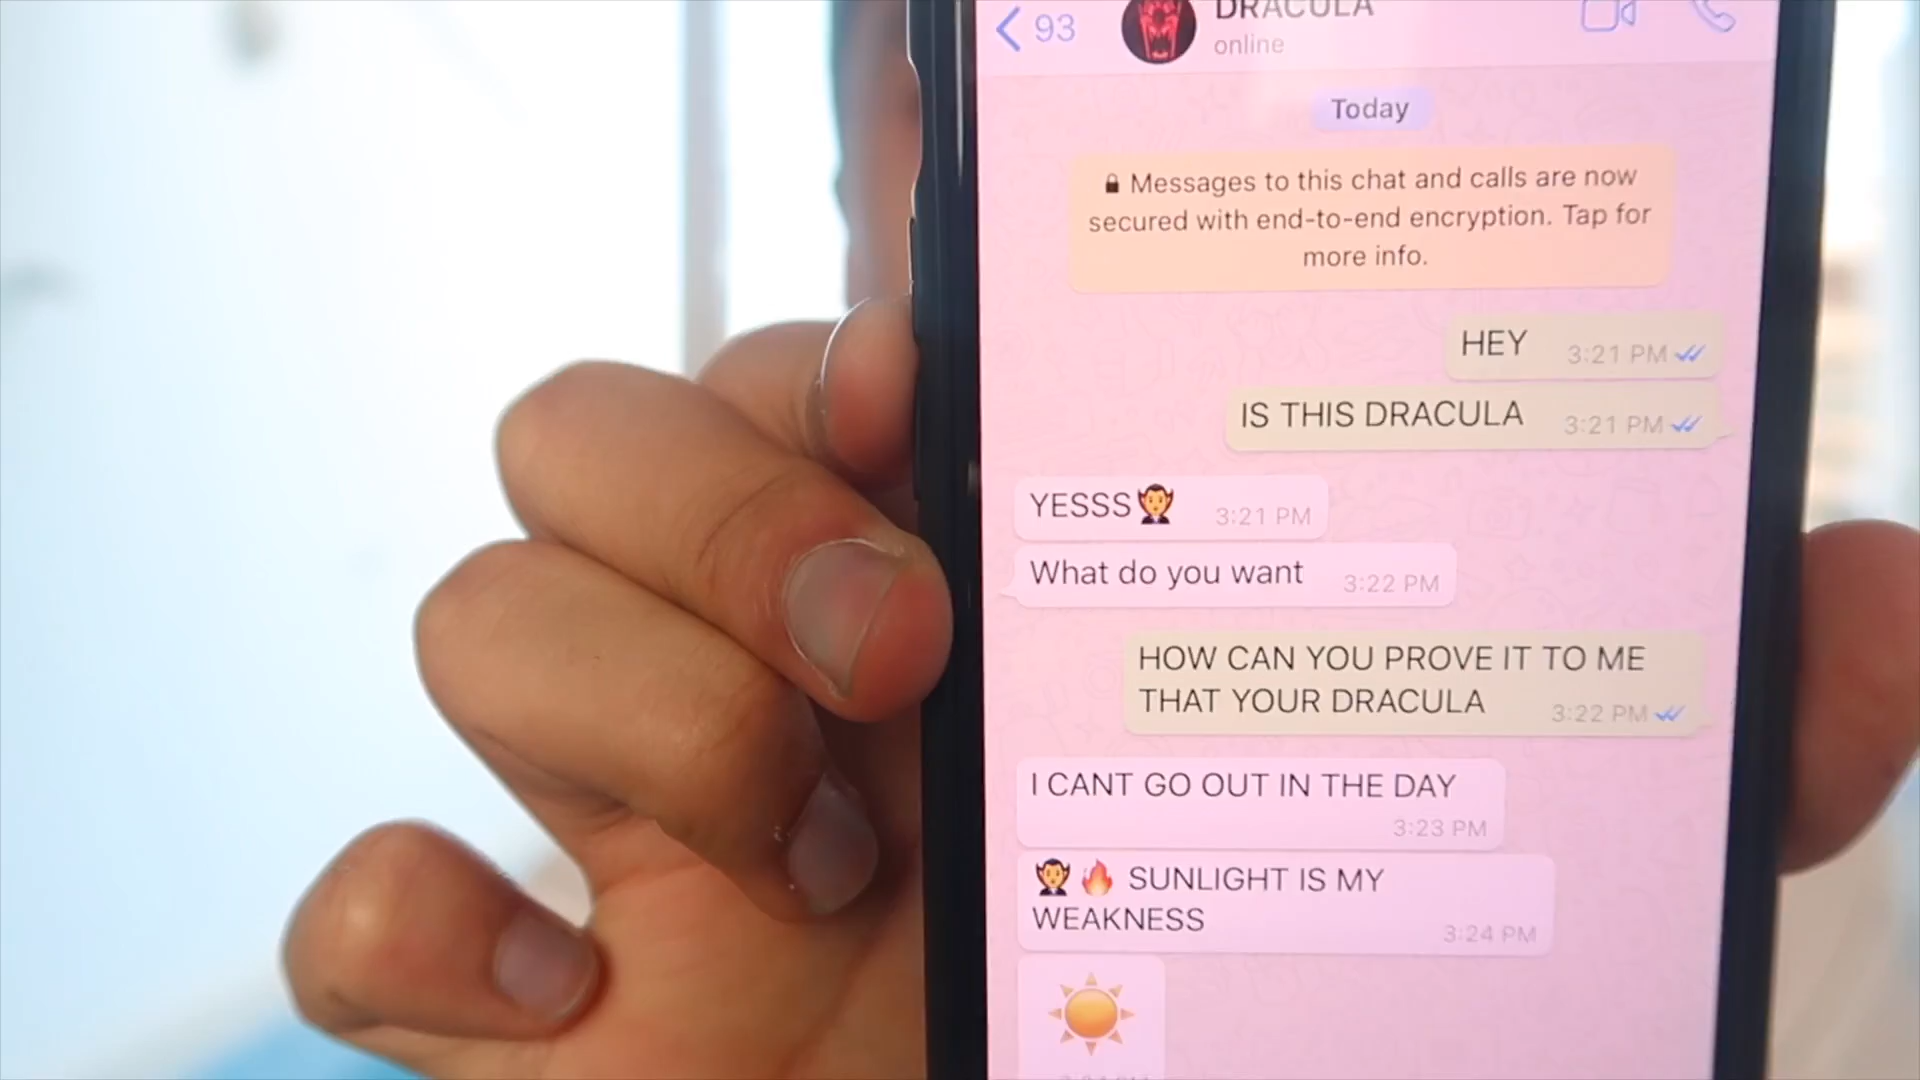 93
DRACULA
online
Today
Messages to this chat and calls are now
secured with end-to-end encryption. Tap for
more info.
HEY 3:21 PM
IS THIS DRACULA 3:21 PM
YESSS 3:21 PM
What do you want 3:22 PM
HOW CAN YOU PROVE IT TO ME
THAT YOUR DRACULA 3:22 PM
I CANT GO OUT IN THE DAY
3:23 PM
SUNLIGHT IS MY
WEAKNESS 3:24 PM